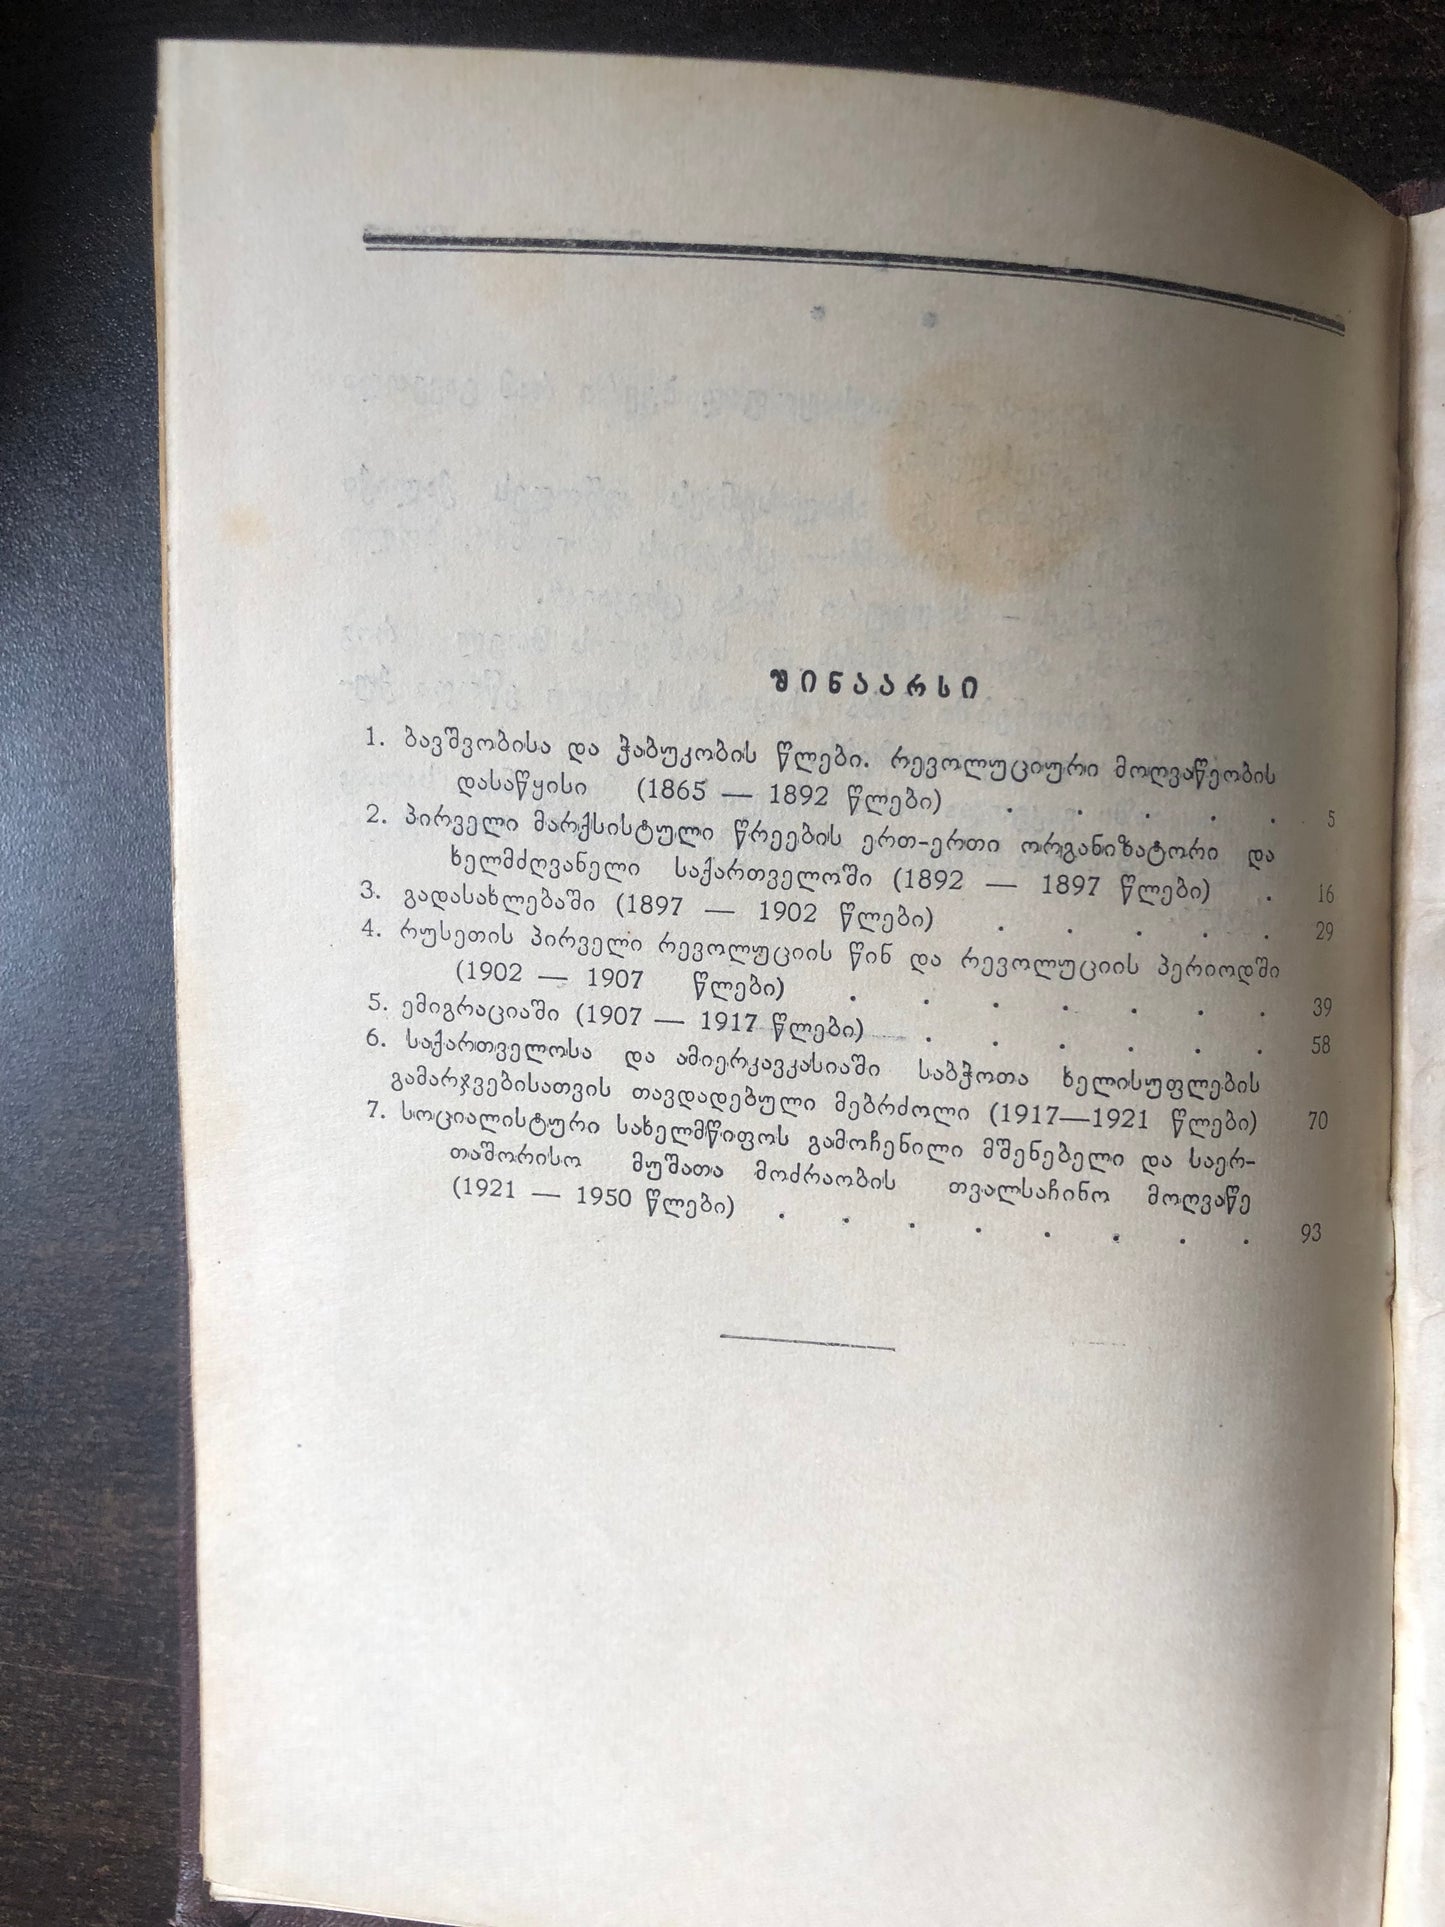 შინაარსი
1. ბავშვობისა და ჭაბუკობის წლები. რევოლუციური მოღვაწეობის
დასაწყისი (1865 — 1892 წლები) . . . . . 5
2. პირველი მარქსისტული წრეების ერთ-ერთი ორგანიზატორი და
ხელმძღვანელი საქართველოში (1892 — 1897 წლები) . 16
3. გადასახლებაში (1897 — 1902 წლები) . . . . . 29
4. რუსეთის პირველი რევოლუციის წინ და რევოლუციის პერიოდში
(1902 — 1907 წლები) . . . . . . . 39
5. ემიგრაციაში (1907 — 1917 წლები) . . . . . . 58
6. საქართველოსა და ამიერკავკასიაში საბჭოთა ხელისუფლების
გამარჯვებისათვის თავდადებული მებრძოლი (1917—1921 წლები) 70
7. სოციალისტური სახელმწიფოს გამოჩენილი მშენებელი და საერ-
თაშორისო მუშათა მოძრაობის თვალსაჩინო მოღვაწე
(1921 — 1950 წლები) . . . . . . . . 93